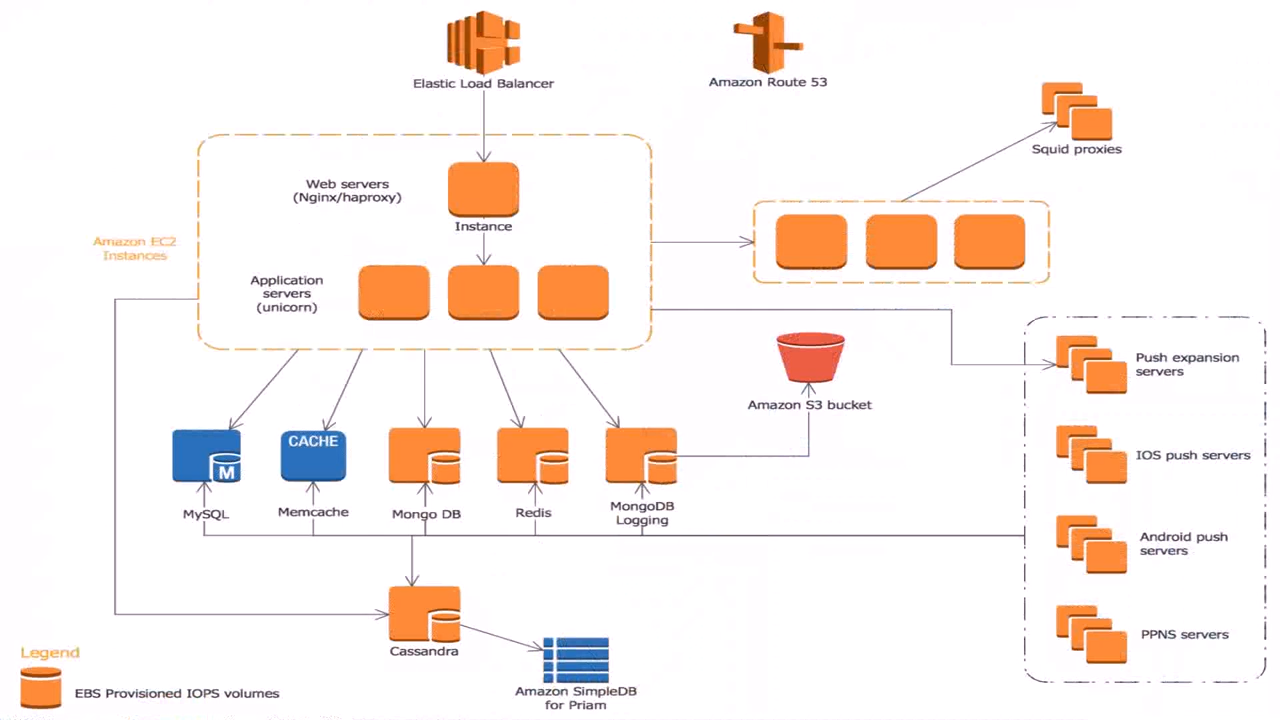 Elastic Load Balancer
Amazon Route 53
Squid proxies
Web servers
(Nginx/haproxy)
Instance
Amazon EC2
Instances
Application
servers
(unicorn)
Push expansion
servers
Amazon S3 bucket
CACHE
M
IOS push servers
MySQL
Memcache
Mongo DB
Redis
MongoDB
Logging
Android push
servers
PPNS servers
Cassandra
Legend
EBS Provisioned IOPS volumes
Amazon SimpleDB
for Priam